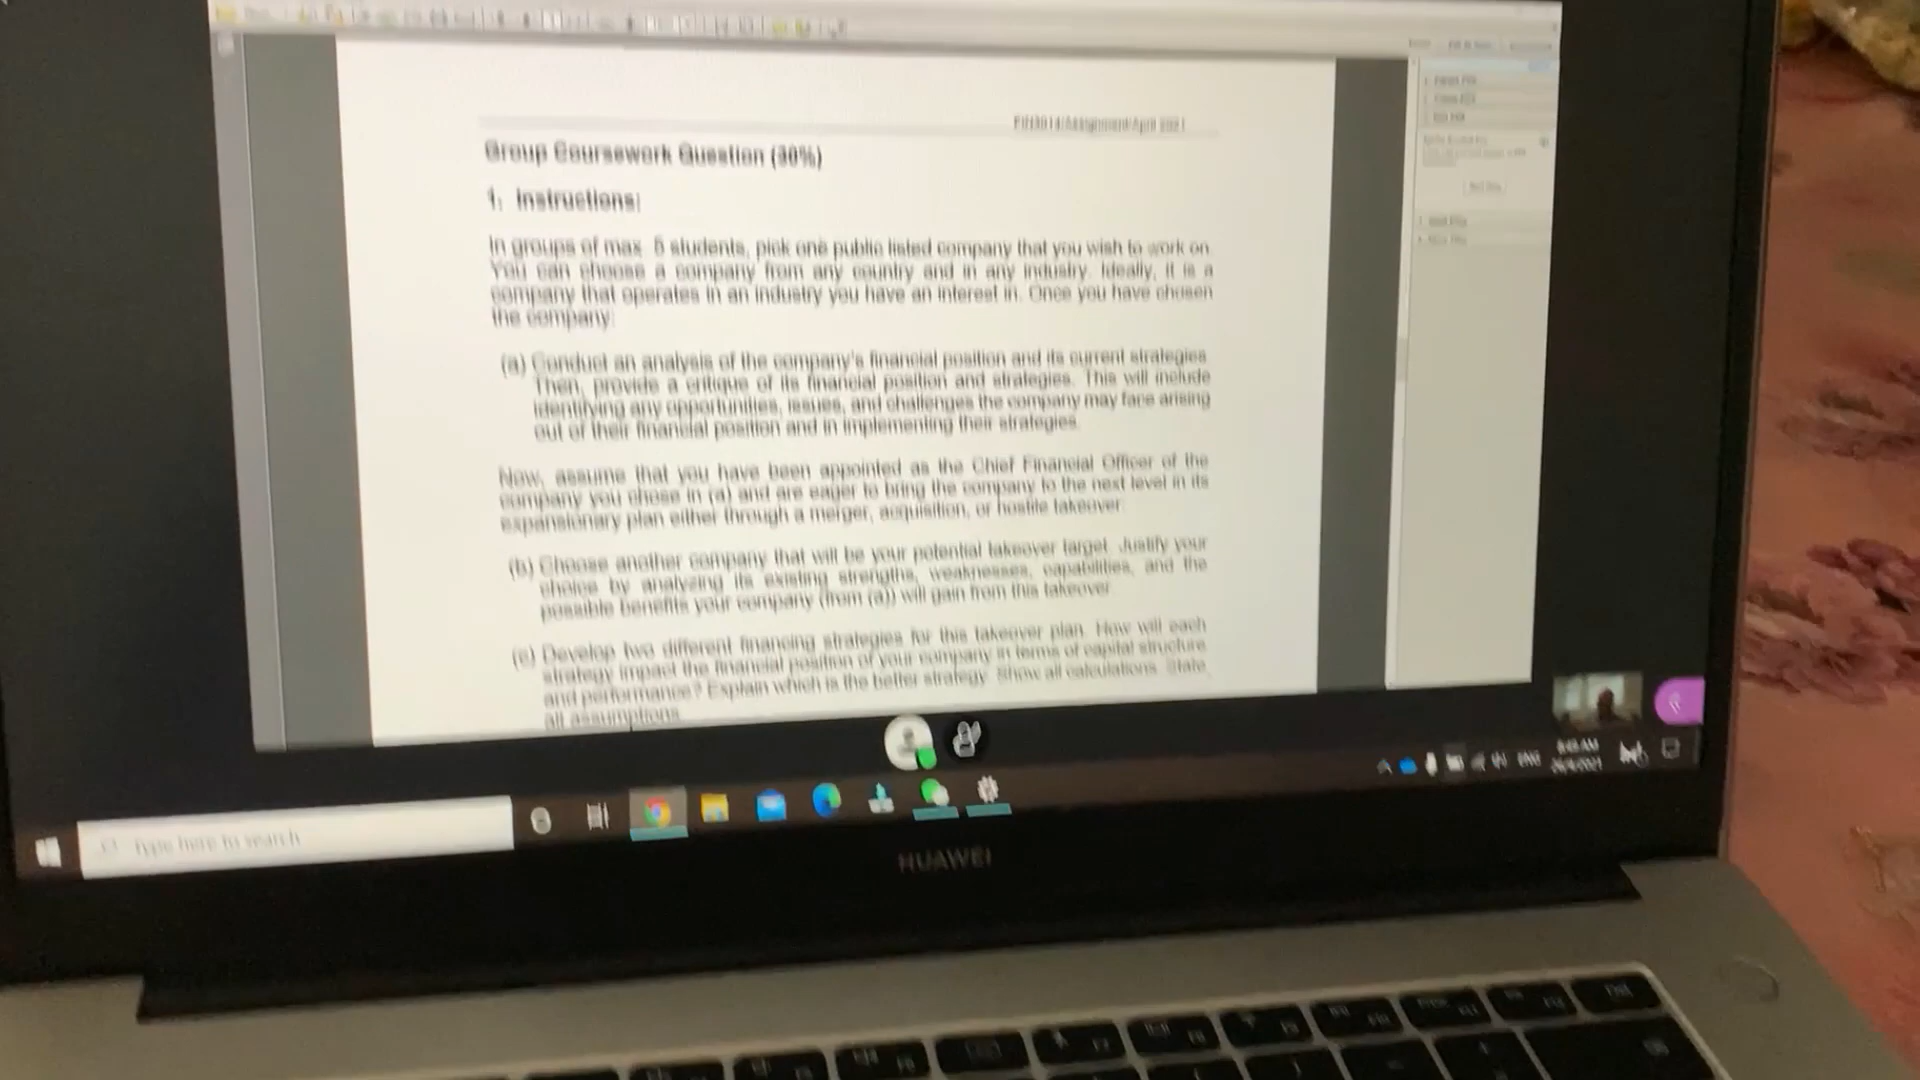 FIN3014/Assignment/April 2021
Group Coursework Question (30%)
1. Instructions:
In groups of max 5 students, pick one public listed company that you wish to work on.
You can choose a company from any country and in any industry. Ideally, it is a
company that operates in an industry you have an interest in. Once you have chosen
the company:
(a) Conduct an analysis of the company's financial position and its current strategies.
Then, provide a critique of its financial position and strategies. This will include
identifying any opportunities, issues, and challenges the company may face arising
out of their financial position and in implementing their strategies.
Now, assume that you have been appointed as the Chief Financial Officer of the
company you chose in (a) and are eager to bring the company to the next level in its
expansionary plan either through a merger, acquisition, or hostile takeover.
(b) Choose another company that will be your potential takeover target. Justify your
choice by analyzing its existing strengths, weaknesses, capabilities, and the
possible benefits your company (from (a)) will gain from this takeover.
(c) Develop two different financing strategies for this takeover plan. How will each
strategy impact the financial position of your company in terms of capital structure
and performance? Explain which is the better strategy. Show all calculations. State
all assumptions.
Type here to search
ENG
HUAWEI